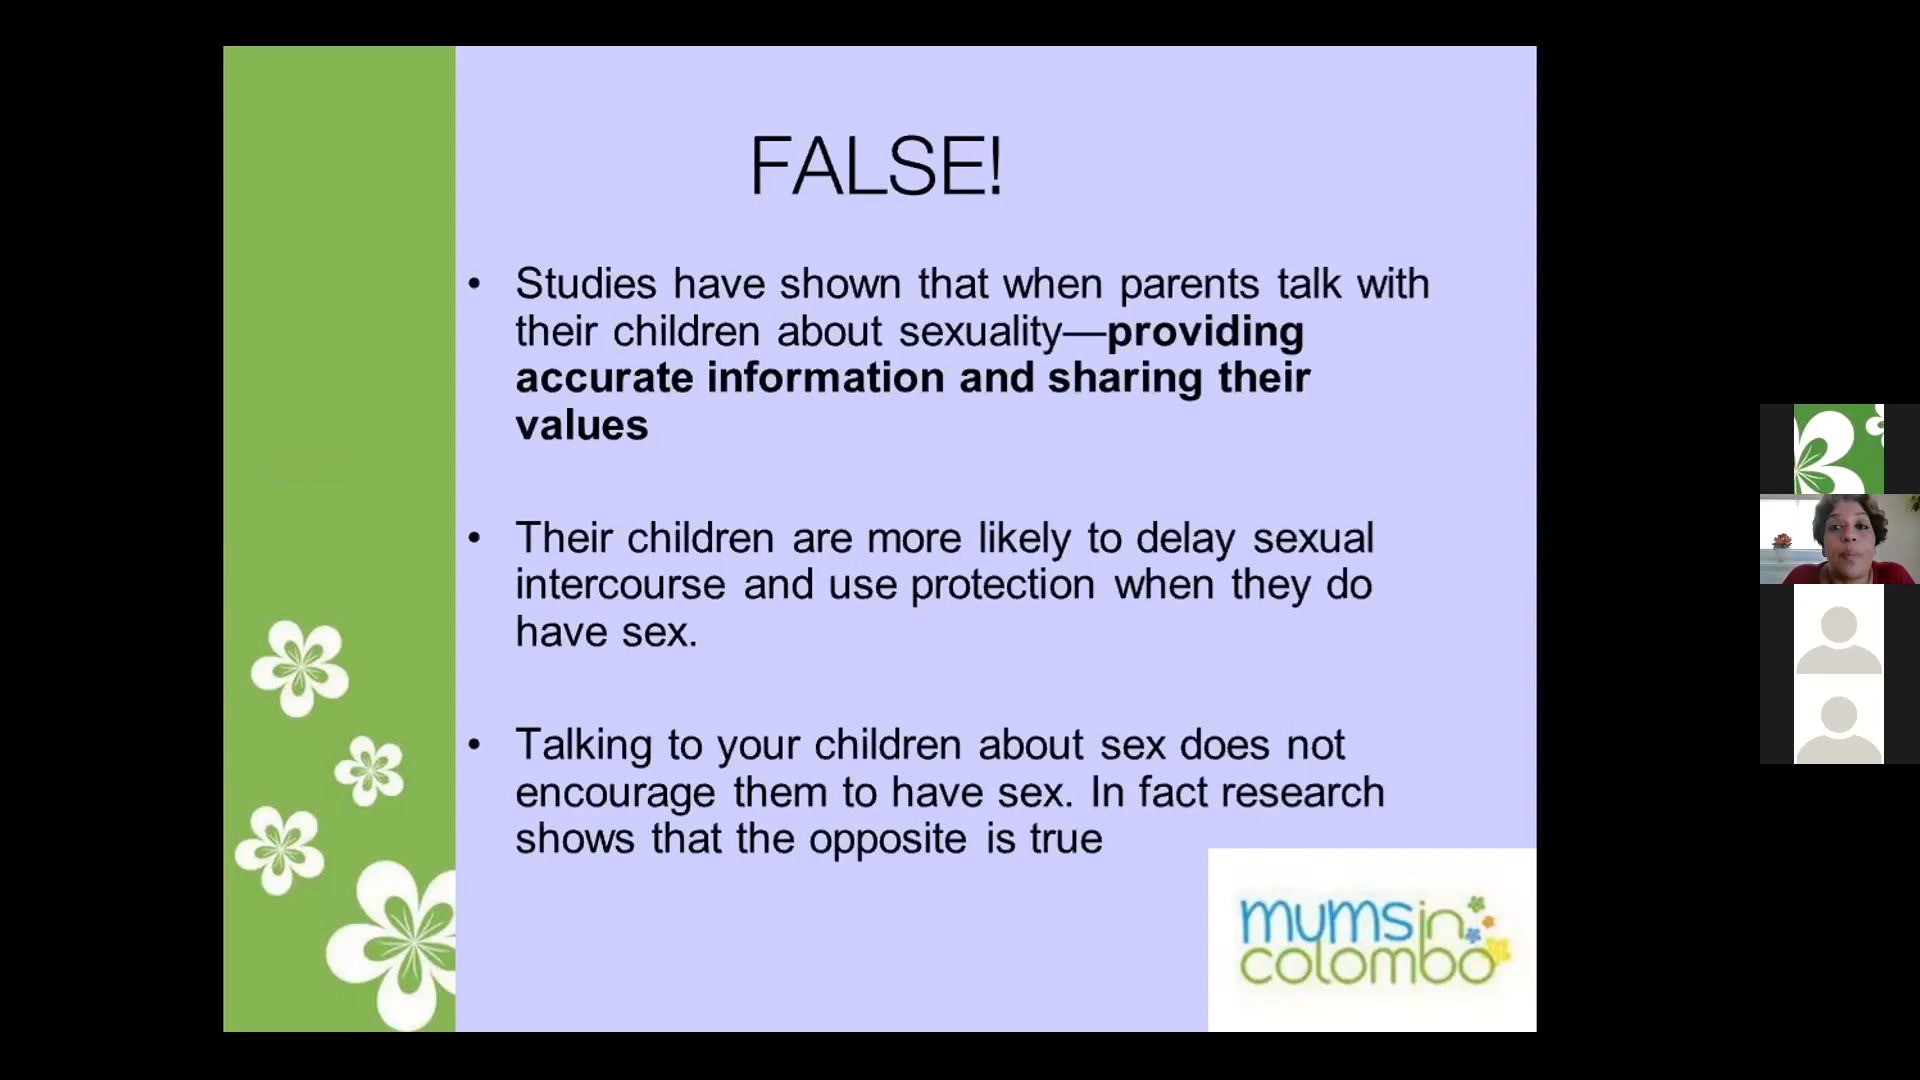 FALSE!
• Studies have shown that when parents talk with
their children about sexuality—providing
accurate information and sharing their
values
• Their children are more likely to delay sexual
intercourse and use protection when they do
have sex.
• Talking to your children about sex does not
encourage them to have sex. In fact research
shows that the opposite is true
mums in
colombo